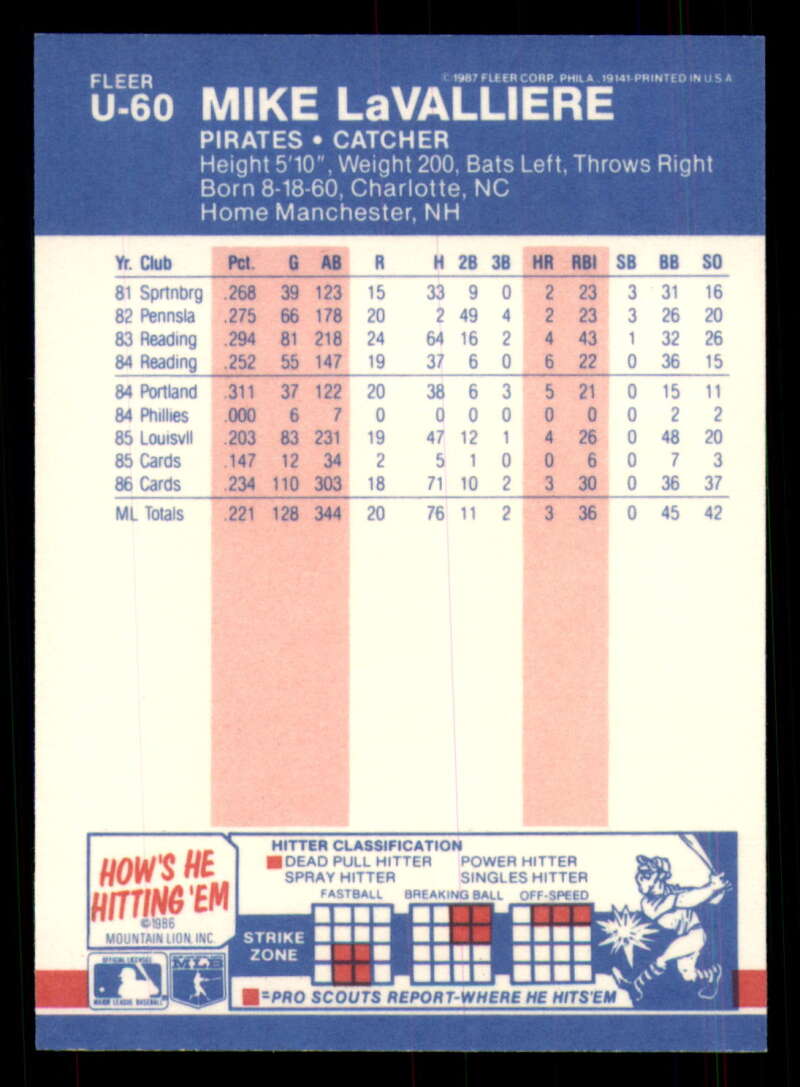 FLEER
U-60 MIKE LaVALLIERE
©1987 FLEER CORP. PHILA., 19141-PRINTED IN U.S.A
PIRATES • CATCHER
Height 5'10", Weight 200, Bats Left, Throws Right
Born 8-18-60, Charlotte, NC
Home Manchester, NH
Yr. Club Pct. G AB R H 2B 3B HR RBI SB BB SO
81 Sprtnbrg .268 39 123 15 33 9 0 2 23 3 31 16
82 Pennsla .275 66 178 20 2 49 4 2 23 3 26 20
83 Reading .294 81 218 24 64 16 2 4 43 1 32 26
84 Reading .252 55 147 19 37 6 0 6 22 0 36 15
84 Portland .311 37 122 20 38 6 3 5 21 0 15 11
84 Phillies .000 6 7 0 0 0 0 0 0 0 2 2
85 Louisvll .203 83 231 19 47 12 1 4 26 0 48 20
85 Cards .147 12 34 2 5 1 0 0 6 0 7 3
86 Cards .234 110 303 18 71 10 2 3 30 0 36 37
ML Totals .221 128 344 20 76 11 2 3 36 0 45 42
HOW'S HE
HITTING 'EM
©1986
MOUNTAIN LION, INC.
OFFICIAL LICENSEE
MAJOR LEAGUE BASEBALL
MLB
HITTER CLASSIFICATION
DEAD PULL HITTER POWER HITTER
SPRAY HITTER SINGLES HITTER
FASTBALL BREAKING BALL OFF-SPEED
STRIKE
ZONE
=PRO SCOUTS REPORT-WHERE HE HITS'EM